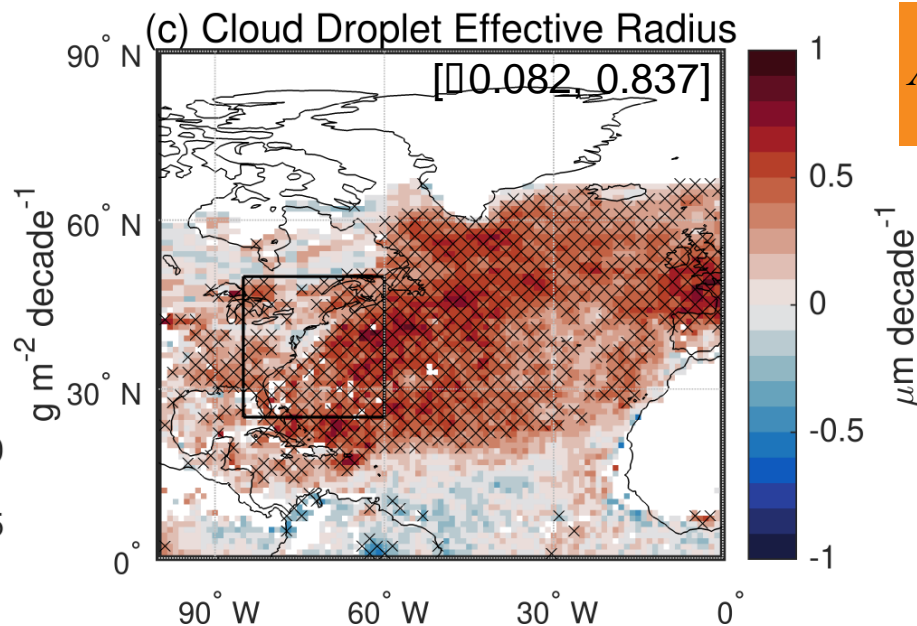 (c) Cloud Droplet Effective Radius
[▯0.082, 0.837]
90° N
60° N
30° N
0°
90° W
60° W
30° W
0°
g m-2 decade-1
1
0.5
0
-0.5
-1
μm decade-1